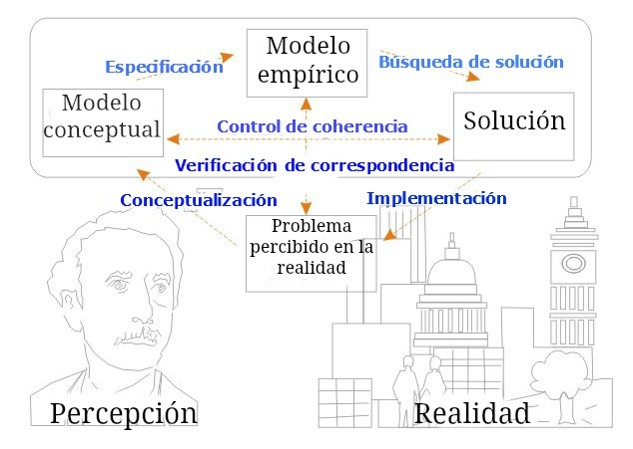 Modelo
empírico
Especificación
Búsqueda de solución
Modelo
conceptual
Solución
Control de coherencia
Verificación de correspondencia
Conceptualización
Implementación
Problema
percibido en la
realidad
Percepción
Realidad